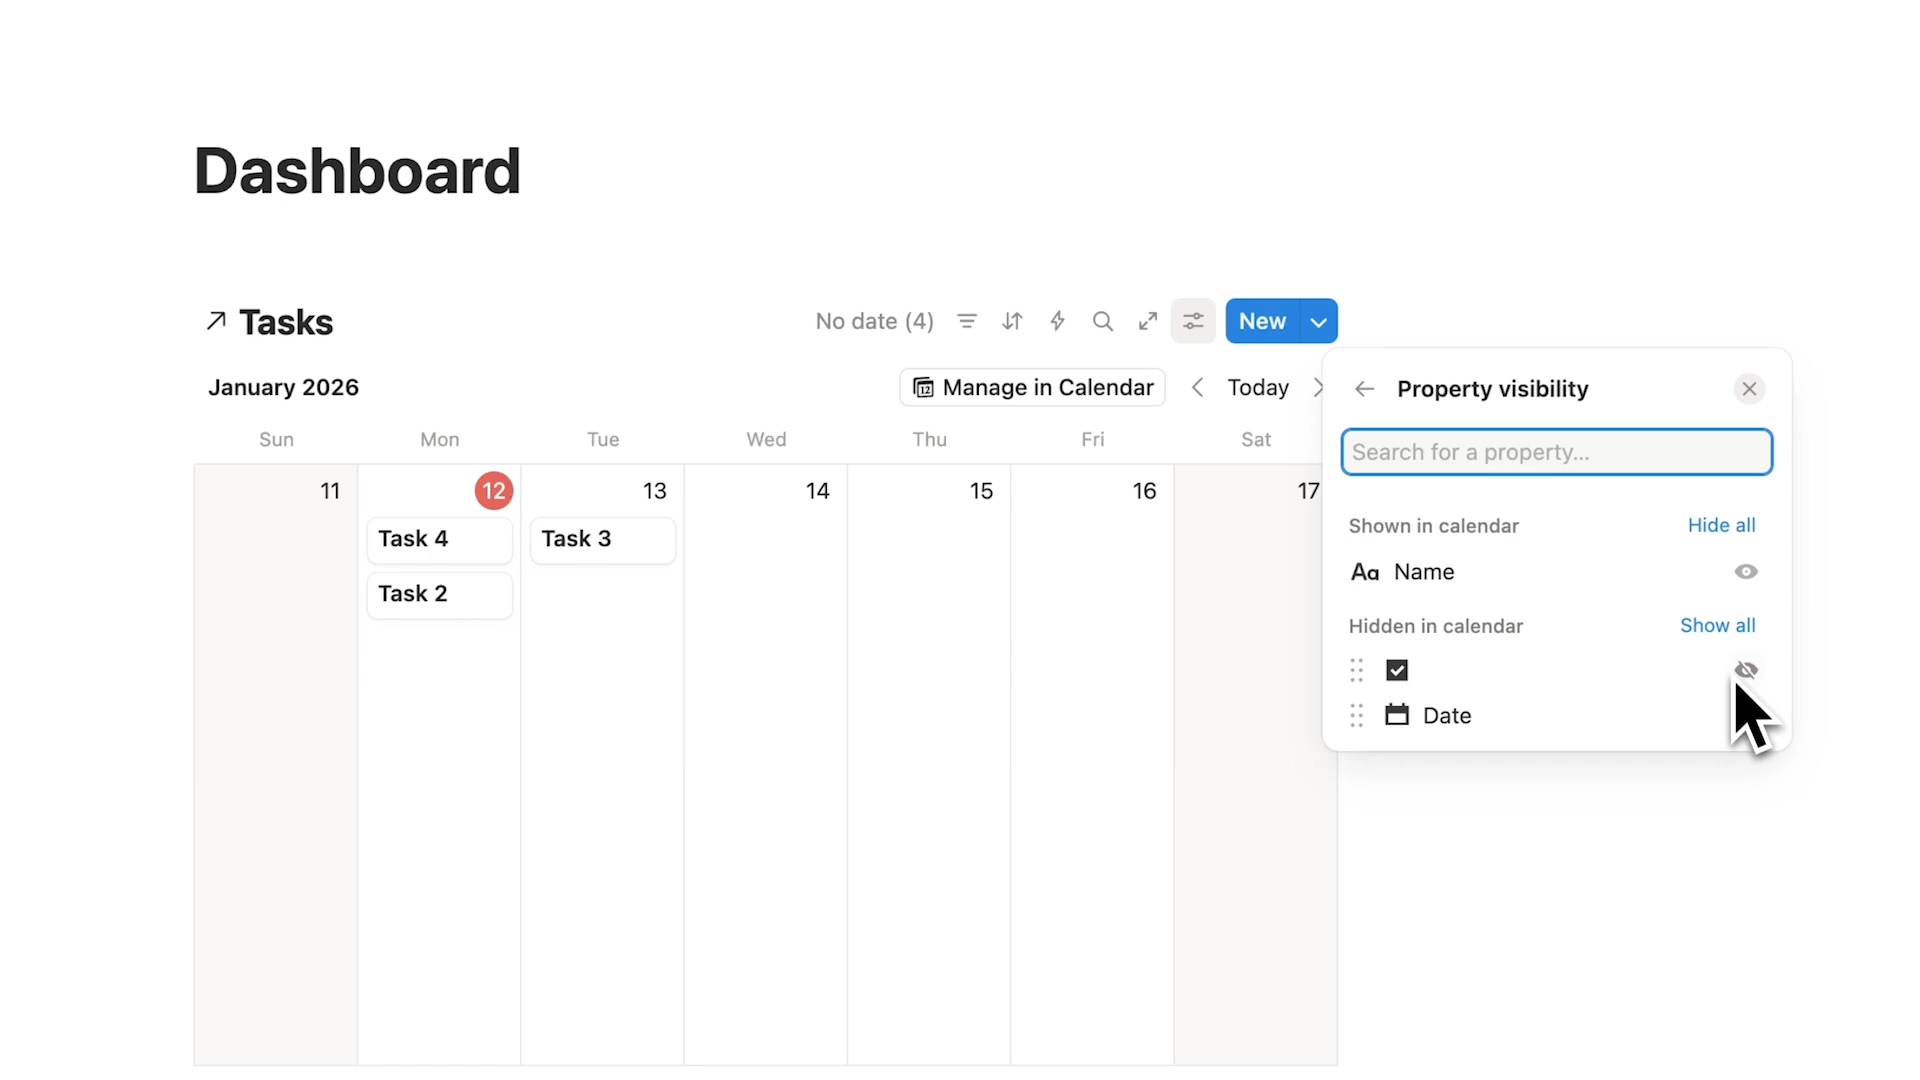 Dashboard
Tasks
No date (4)
New
January 2026
12 Manage in Calendar
Today
Sun Mon Tue Wed Thu Fri Sat
11 12 13 14 15 16 17
Task 4
Task 3
Task 2
Property visibility
Search for a property...
Shown in calendar
Hide all
Aa Name
Hidden in calendar
Show all
Date